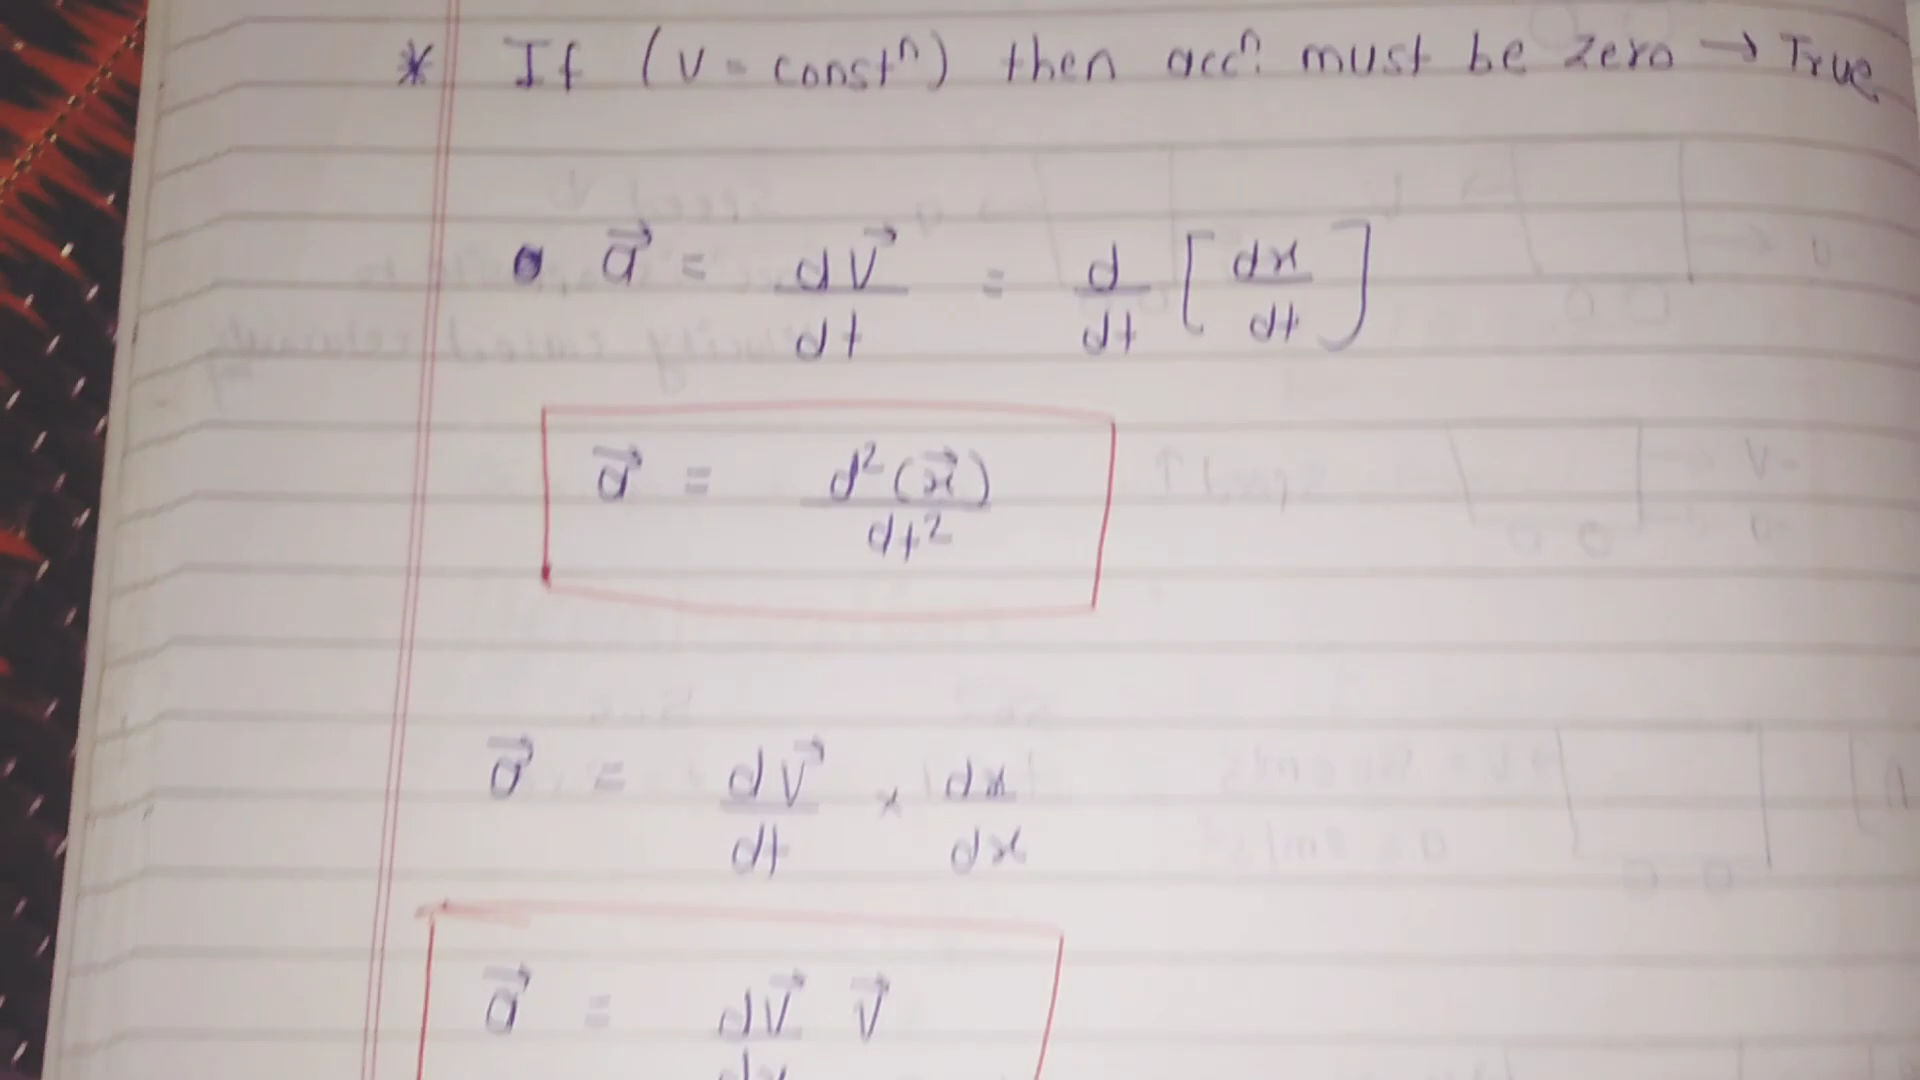 * If (v = constⁿ) then accⁿ. must be zero → True
• a⃗ = dv⃗/dt = d/dt [dx/dt]
a⃗ = d²(x⃗)/dt²
a⃗ = dv⃗/dt × dx/dx
a⃗ = dv⃗/dx v⃗